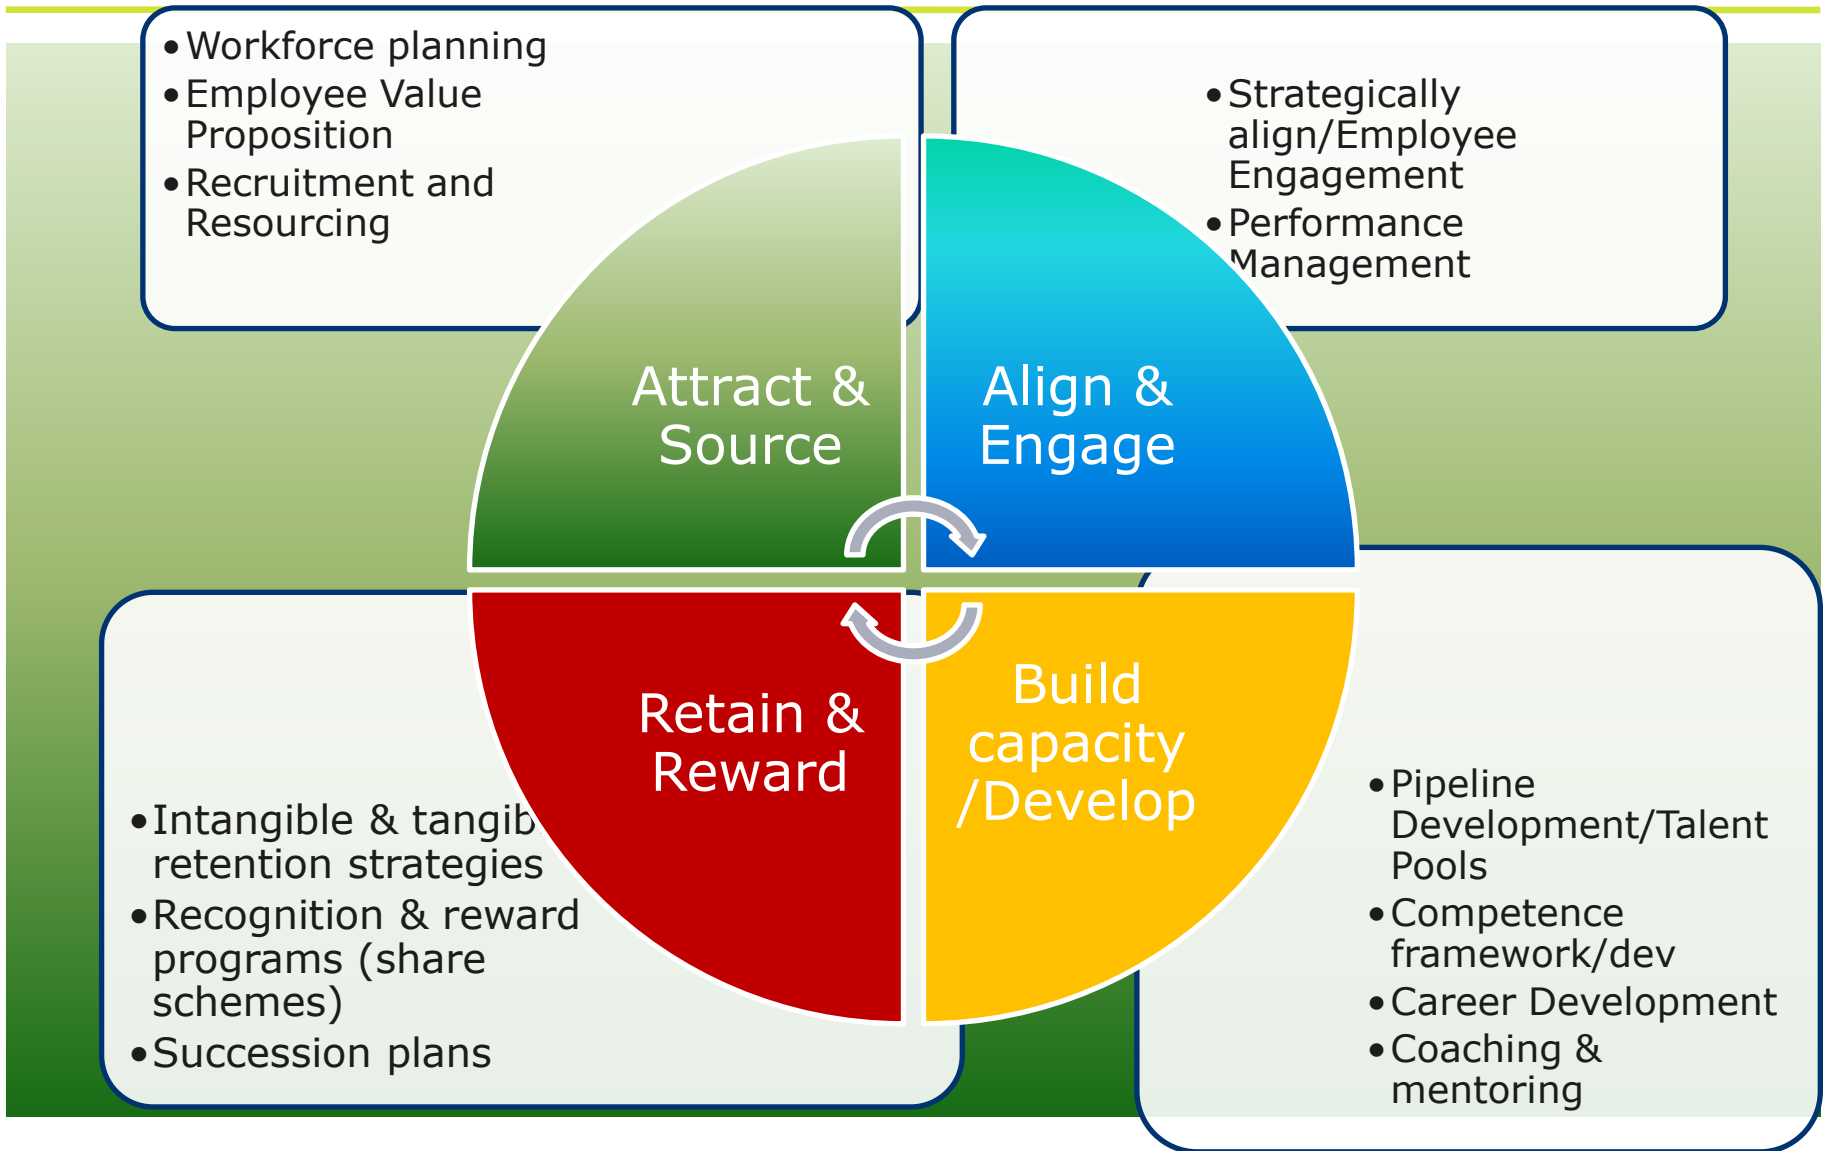 •Workforce planning
•Employee Value
Proposition
•Recruitment and
Resourcing
•Strategically
align/Employee
Engagement
•Performance
Management
Attract &
Source
Align &
Engage
Retain &
Reward
Build
capacity
/Develop
•Intangible & tangib
retention strategies
•Recognition & reward
programs (share
schemes)
•Succession plans
•Pipeline
Development/Talent
Pools
•Competence
framework/dev
•Career Development
•Coaching &
mentoring